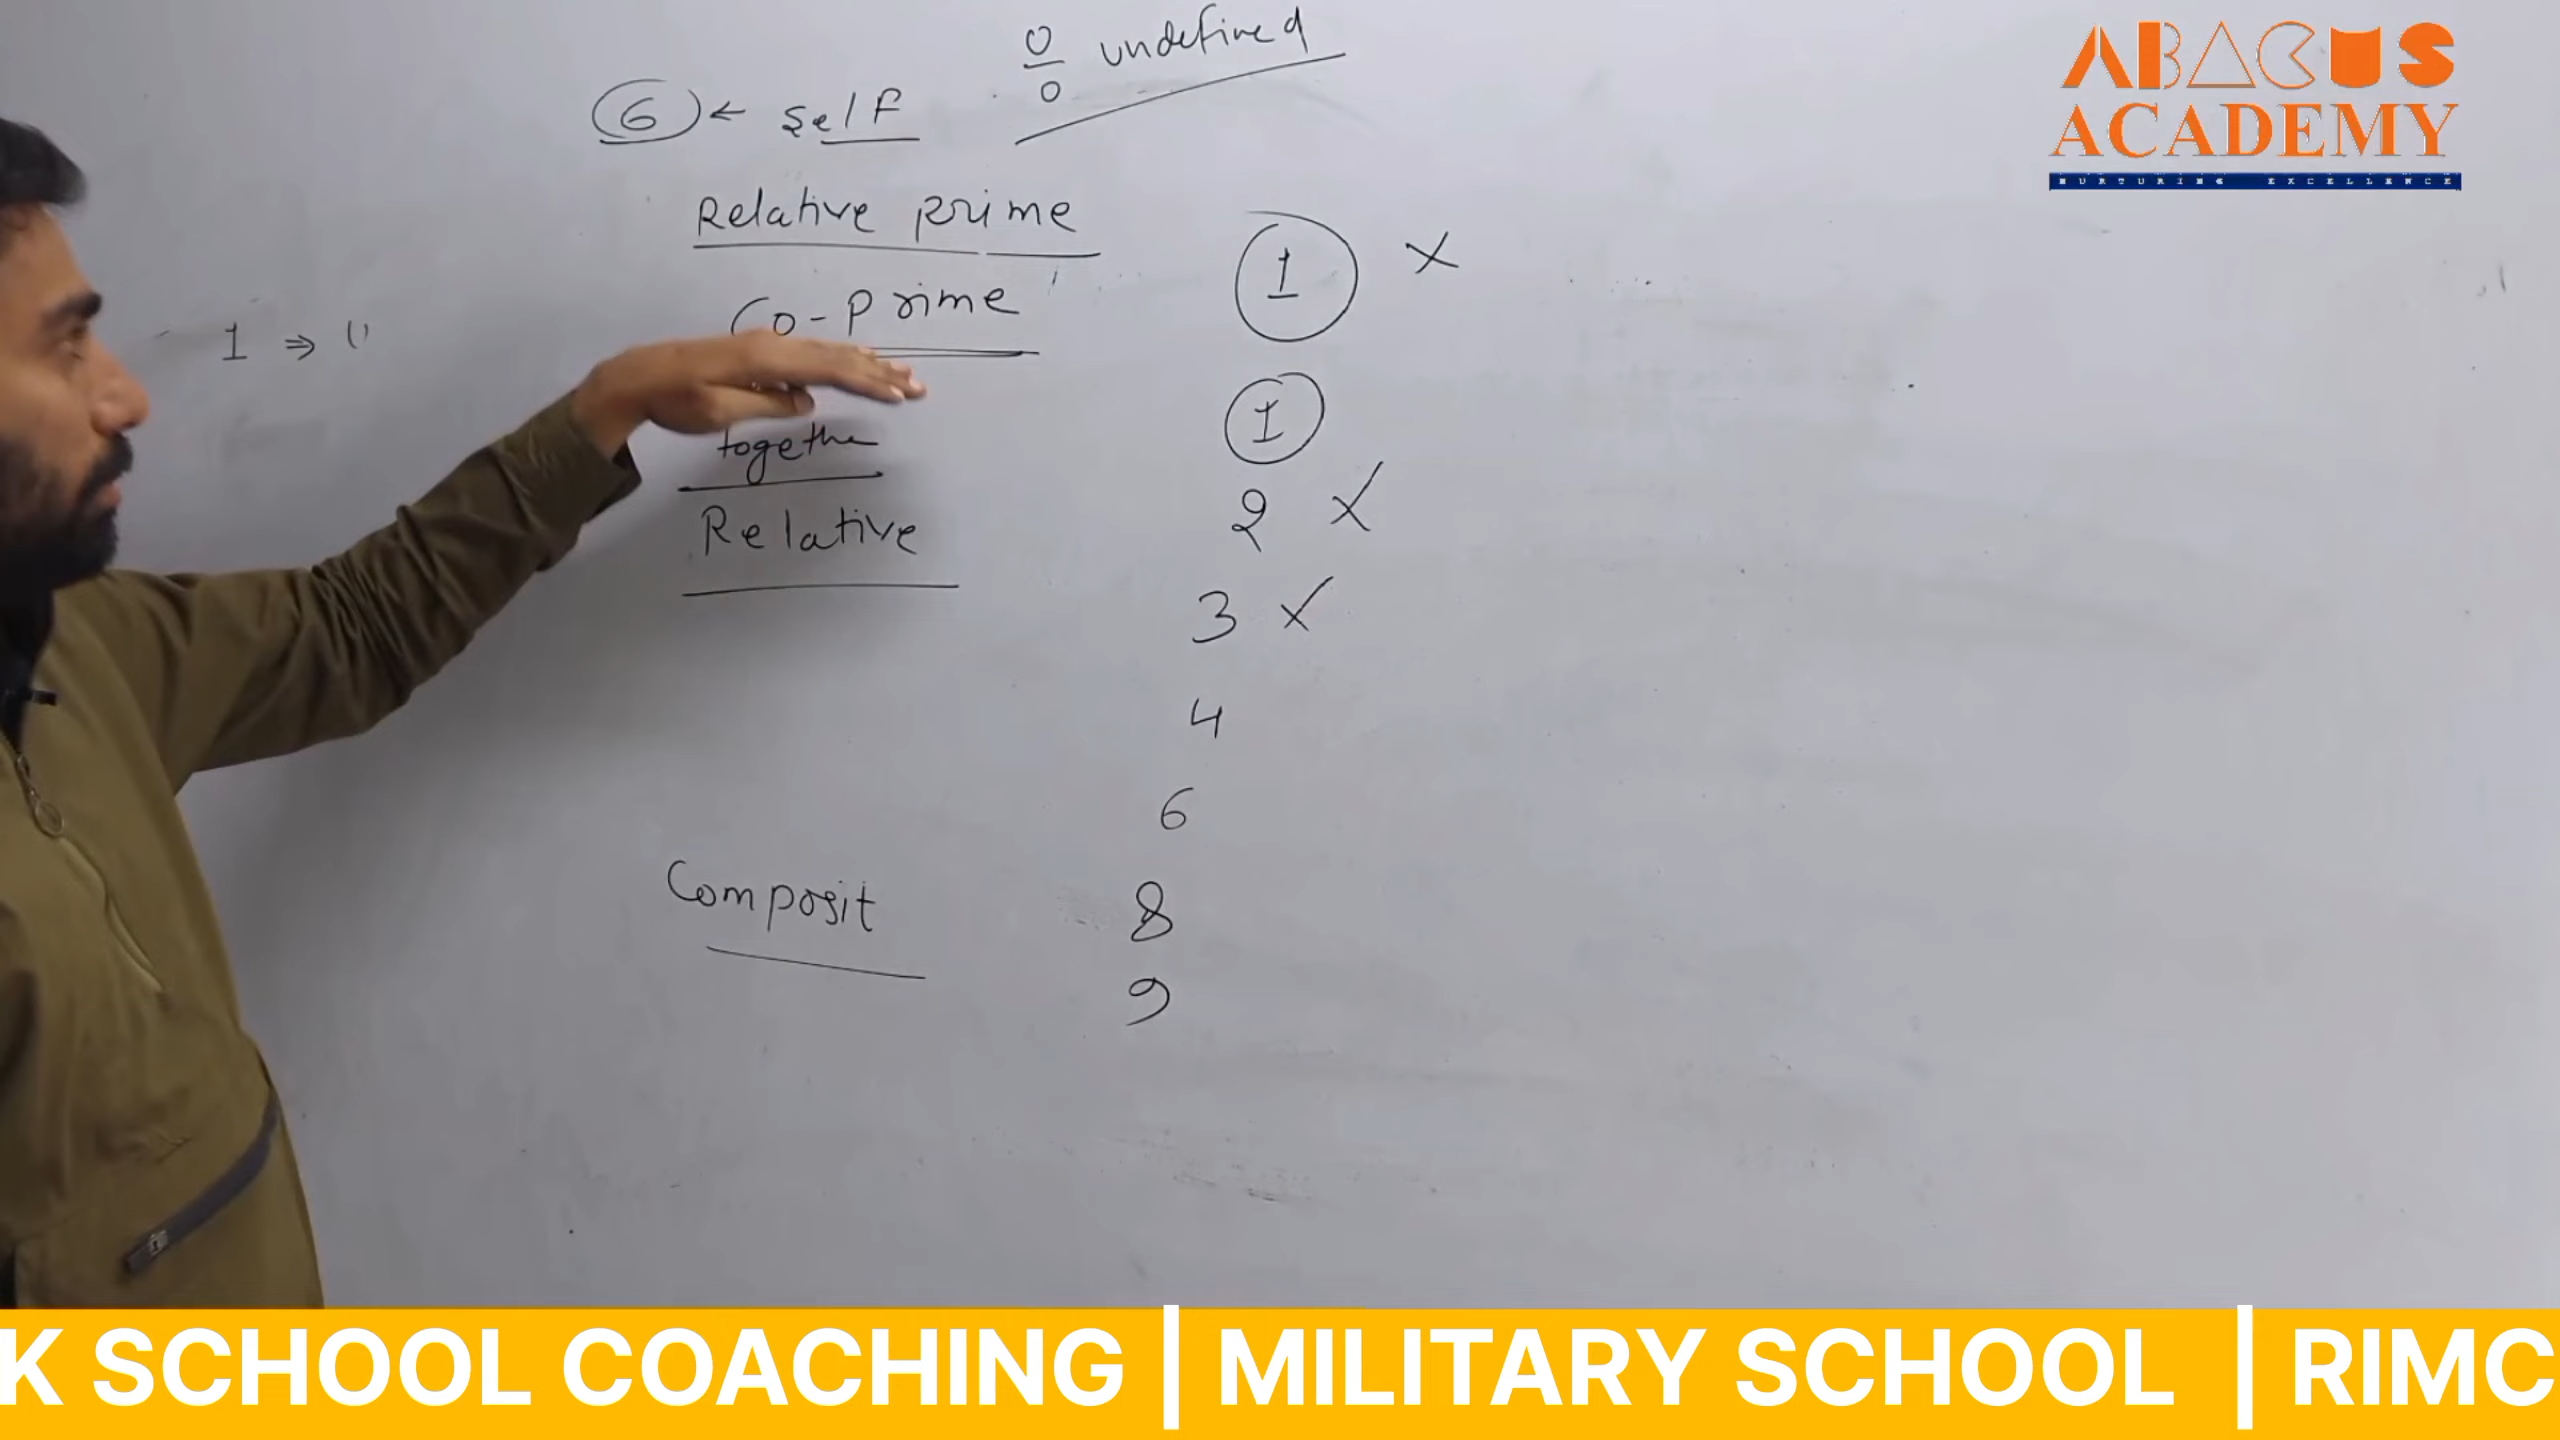 0/0 undefined
6 ← self
Relative prime
1 ×
Co-Prime
1 ⇒
1
together
2 ×
Relative
3 ×
4
6
Composit
8
9
ABACUS
ACADEMY
NURTURING EXCELLENCE
K SCHOOL COACHING | MILITARY SCHOOL | RIMC